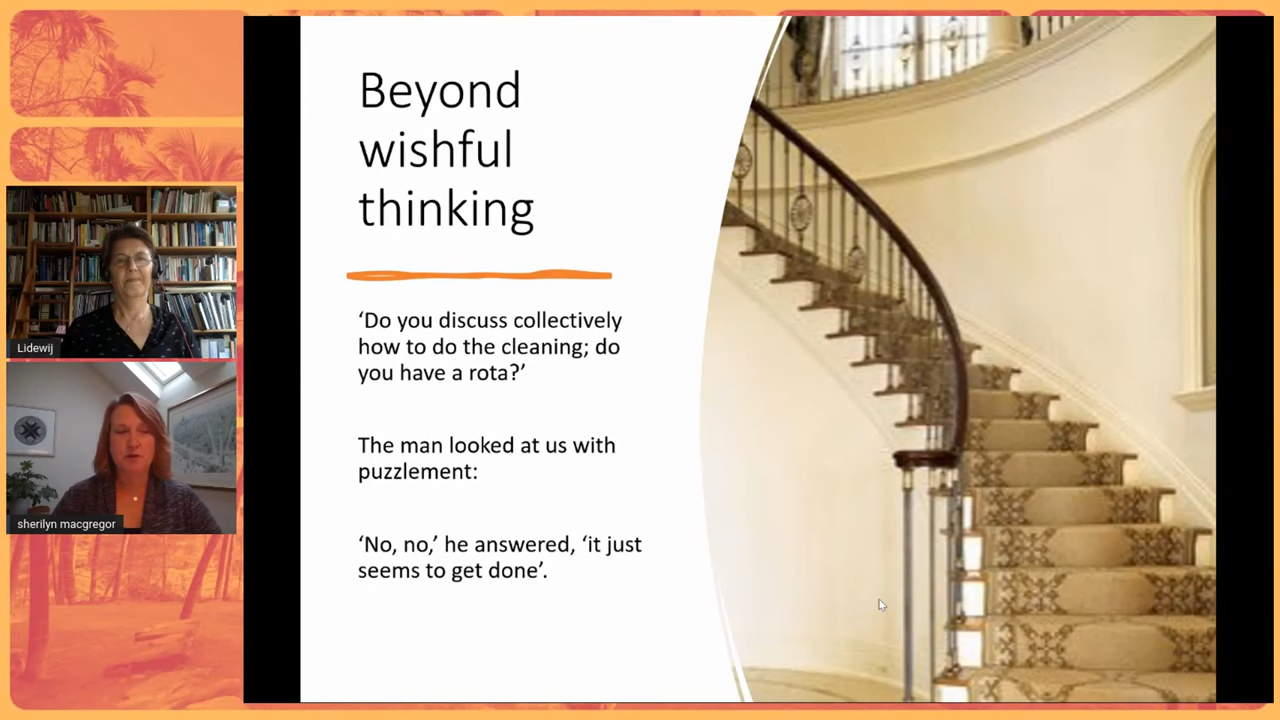 Beyond
wishful
thinking
‘Do you discuss collectively
how to do the cleaning; do
you have a rota?’
The man looked at us with
puzzlement:
‘No, no,’ he answered, ‘it just
seems to get done’.
Lidewij
sherilyn macgregor